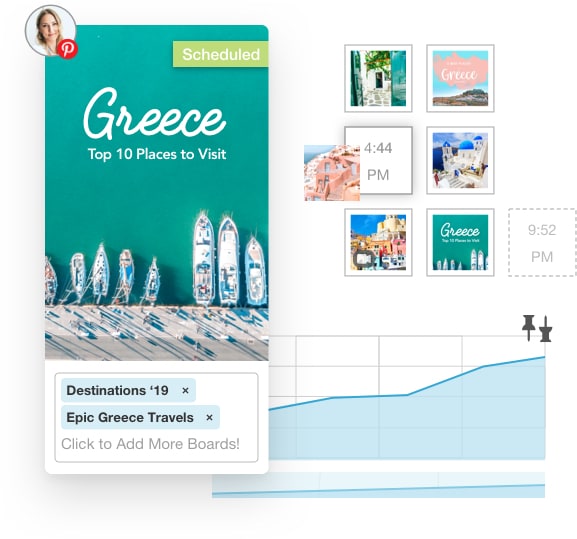 Scheduled
Greece
Top 10 Places to Visit
Destinations ‘19 ×
Epic Greece Travels ×
Click to Add More Boards!
Greece
4:44
PM
Greece
Top 10 Places to Visit
9:52
PM